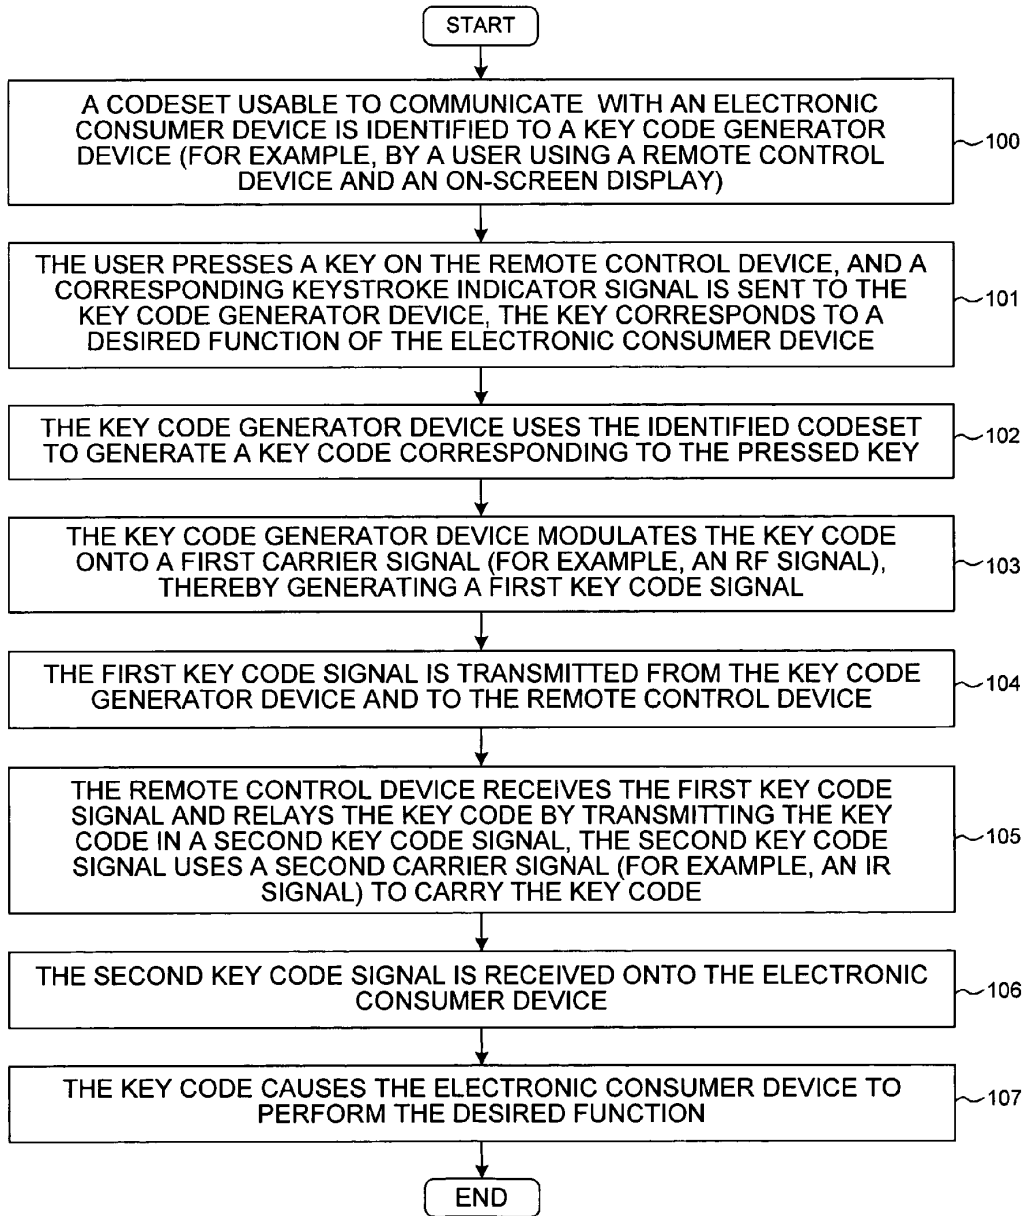 START
A CODESET USABLE TO COMMUNICATE WITH AN ELECTRONIC
CONSUMER DEVICE IS IDENTIFIED TO A KEY CODE GENERATOR
DEVICE (FOR EXAMPLE, BY A USER USING A REMOTE CONTROL
DEVICE AND AN ON-SCREEN DISPLAY)
100
THE USER PRESSES A KEY ON THE REMOTE CONTROL DEVICE, AND A
CORRESPONDING KEYSTROKE INDICATOR SIGNAL IS SENT TO THE
KEY CODE GENERATOR DEVICE, THE KEY CORRESPONDS TO A
DESIRED FUNCTION OF THE ELECTRONIC CONSUMER DEVICE
101
THE KEY CODE GENERATOR DEVICE USES THE IDENTIFIED CODESET
TO GENERATE A KEY CODE CORRESPONDING TO THE PRESSED KEY
102
THE KEY CODE GENERATOR DEVICE MODULATES THE KEY CODE
ONTO A FIRST CARRIER SIGNAL (FOR EXAMPLE, AN RF SIGNAL),
THEREBY GENERATING A FIRST KEY CODE SIGNAL
103
THE FIRST KEY CODE SIGNAL IS TRANSMITTED FROM THE KEY CODE
GENERATOR DEVICE AND TO THE REMOTE CONTROL DEVICE
104
THE REMOTE CONTROL DEVICE RECEIVES THE FIRST KEY CODE
SIGNAL AND RELAYS THE KEY CODE BY TRANSMITTING THE KEY
CODE IN A SECOND KEY CODE SIGNAL, THE SECOND KEY CODE
SIGNAL USES A SECOND CARRIER SIGNAL (FOR EXAMPLE, AN IR
SIGNAL) TO CARRY THE KEY CODE
105
THE SECOND KEY CODE SIGNAL IS RECEIVED ONTO THE ELECTRONIC
CONSUMER DEVICE
106
THE KEY CODE CAUSES THE ELECTRONIC CONSUMER DEVICE TO
PERFORM THE DESIRED FUNCTION
107
END